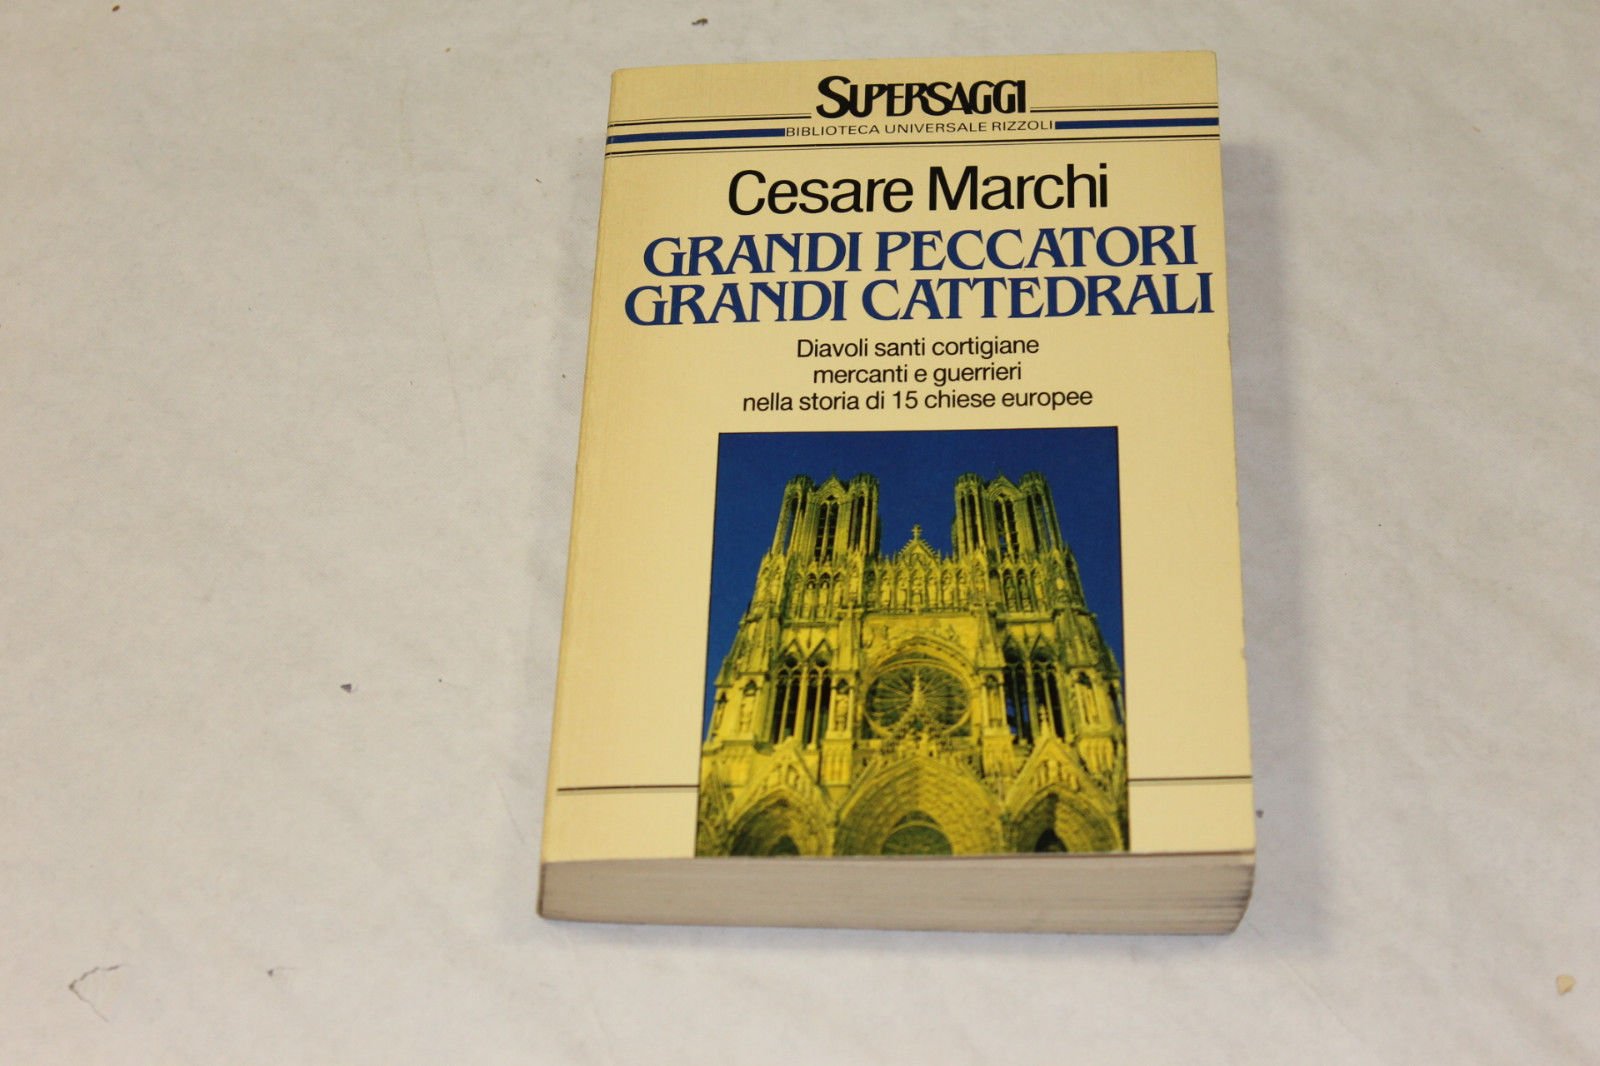 SUPERSAGGI
BIBLIOTECA UNIVERSALE RIZZOLI
Cesare Marchi
GRANDI PECCATORI
GRANDI CATTEDRALI
Diavoli santi cortigiane
mercanti e guerrieri
nella storia di 15 chiese europee